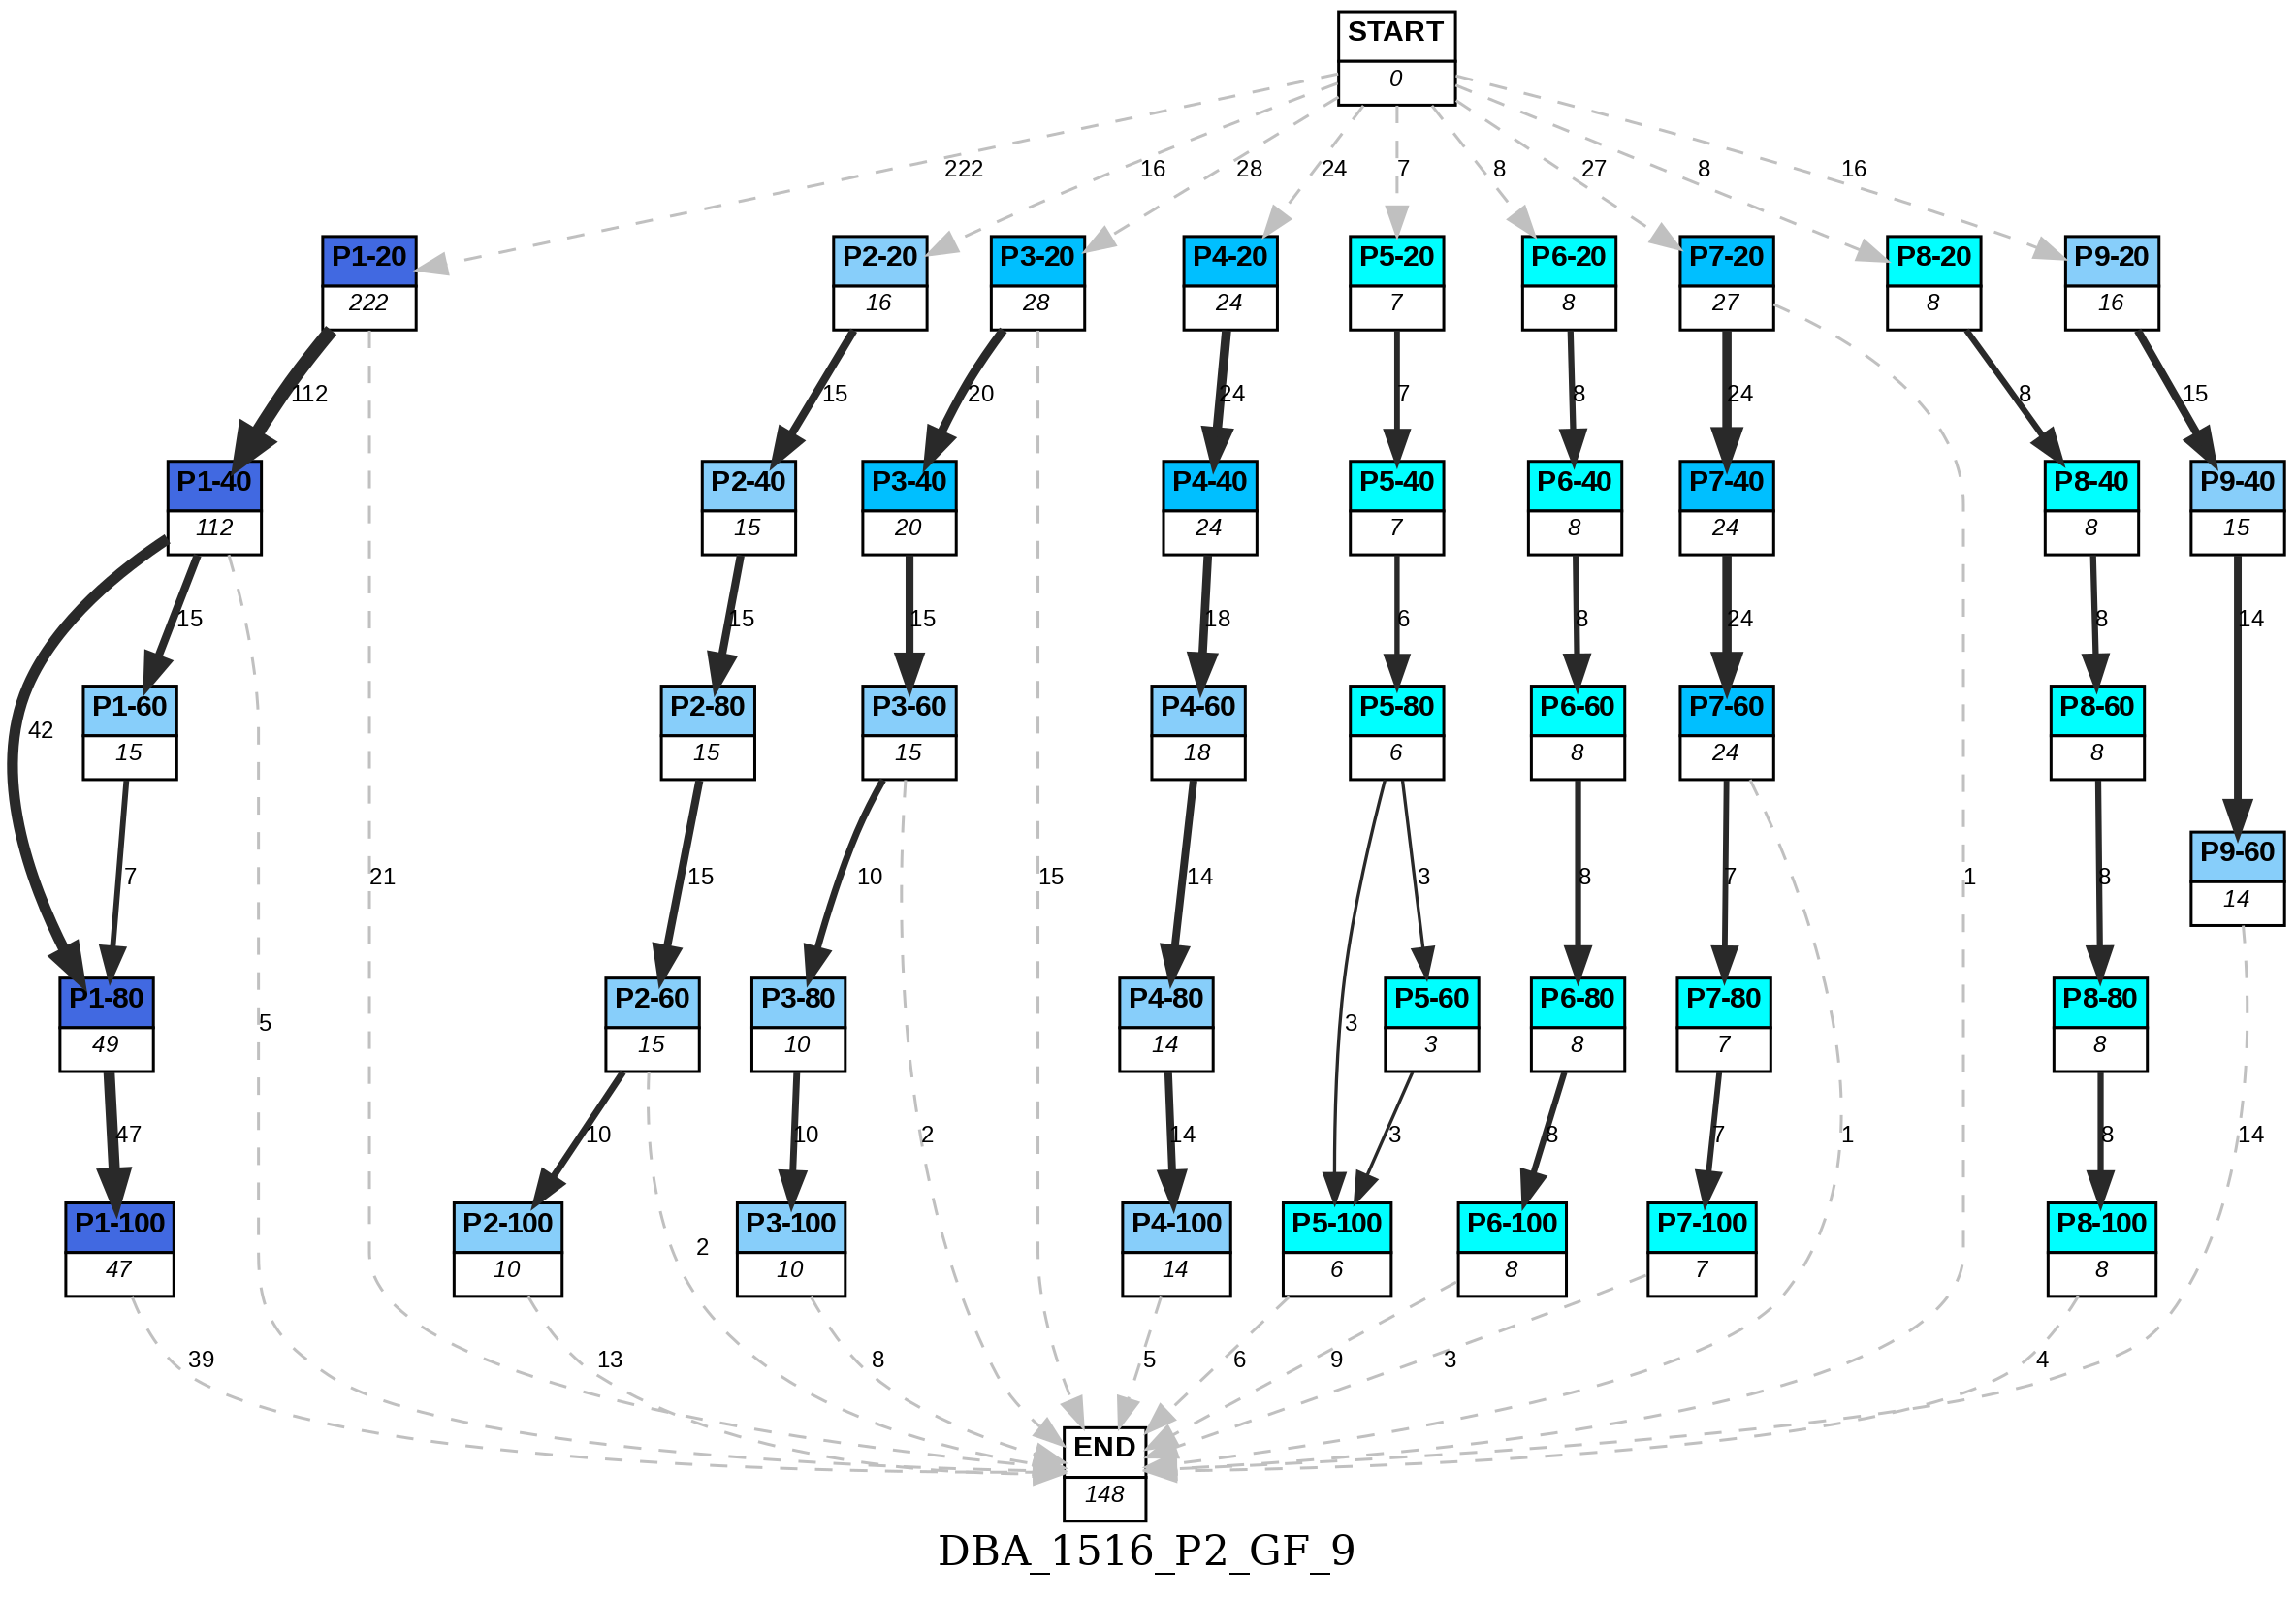 START
0
222
16
28
24
7
8
27
8
16
P1-20
222
P2-20
16
P3-20
28
P4-20
24
P5-20
7
P6-20
8
P7-20
27
P8-20
8
P9-20
16
112
15
20
24
7
8
24
8
15
P1-40
112
P2-40
15
P3-40
20
P4-40
24
P5-40
7
P6-40
8
P7-40
24
P8-40
8
P9-40
15
15
15
15
18
6
8
24
8
14
42
P1-60
15
P2-80
15
P3-60
15
P4-60
18
P5-80
6
P6-60
8
P7-60
24
P8-60
8
P9-60
14
7
21
15
10
15
14
3
8
7
1
8
P1-80
49
P2-60
15
P3-80
10
P4-80
14
P5-60
3
P6-80
8
P7-80
7
P8-80
8
5
3
47
10
10
2
14
3
8
7
1
8
14
P1-100
47
P2-100
10
P3-100
10
P4-100
14
P5-100
6
P6-100
8
P7-100
7
P8-100
8
2
39
13
8
5
6
9
3
4
END
148
DBA_1516_P2_GF_9